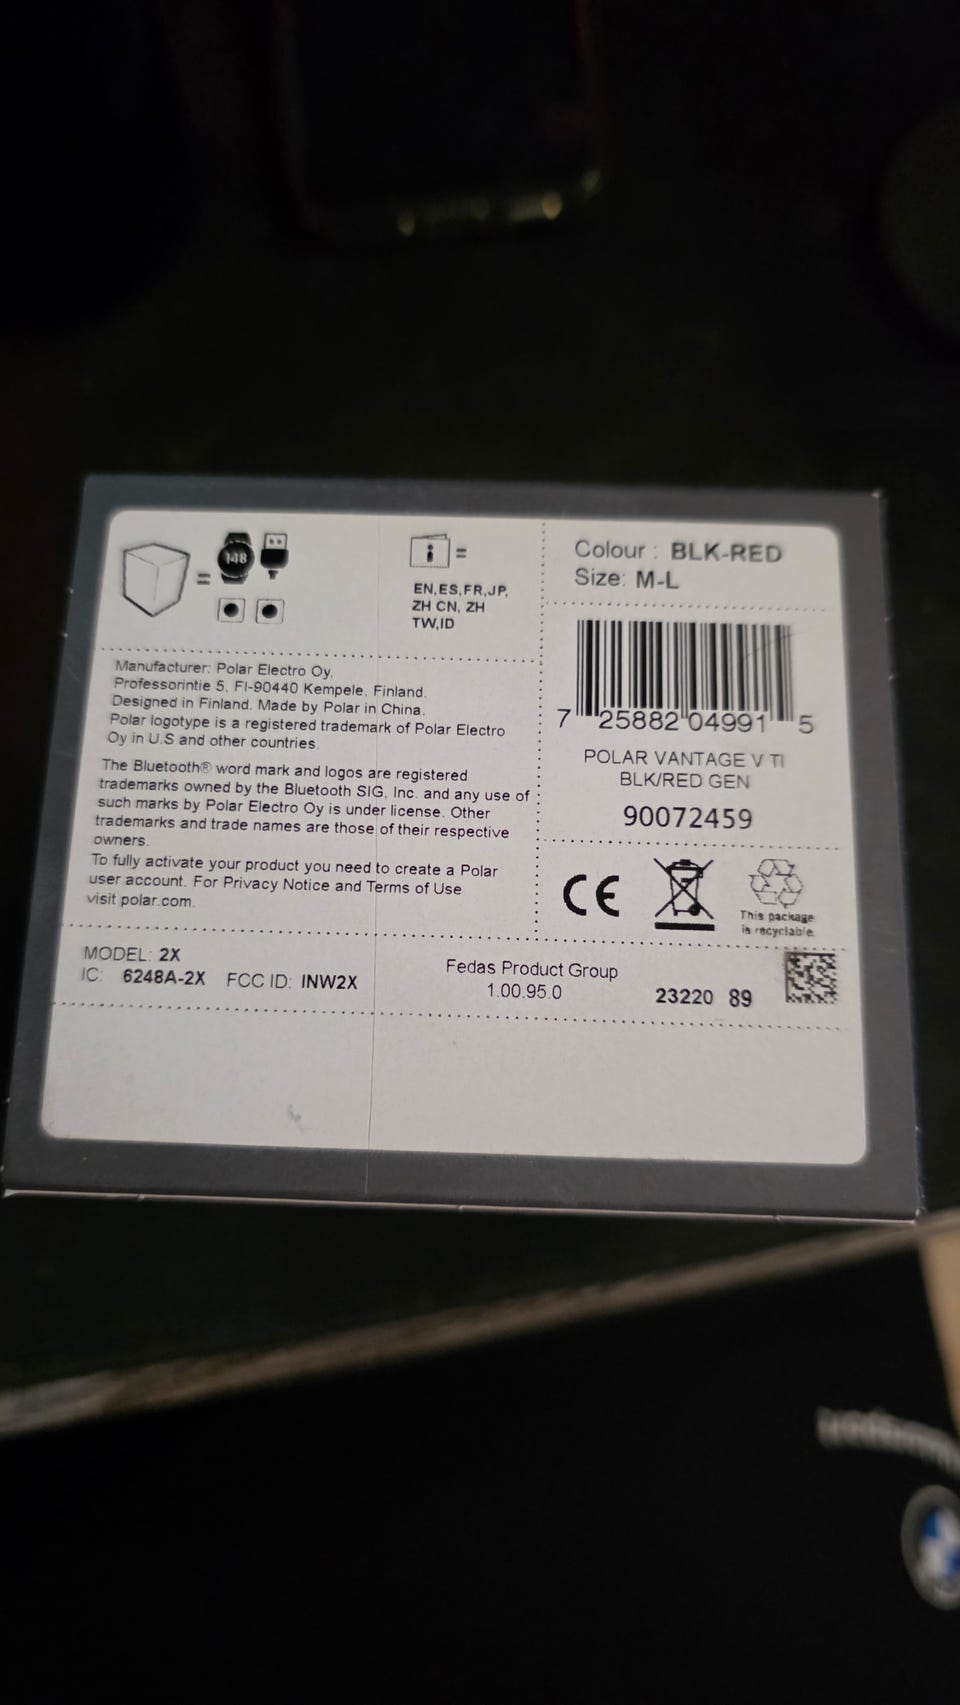 148
EN,ES,FR,JP,
ZH CN, ZH
TW,ID
Colour : BLK-RED
Size: M-L
7 25882 04991 5
POLAR VANTAGE V TI
BLK/RED GEN
90072459
Manufacturer: Polar Electro Oy,
Professorintie 5, FI-90440 Kempele, Finland.
Designed in Finland. Made by Polar in China.
Polar logotype is a registered trademark of Polar Electro
Oy in U.S and other countries.
The Bluetooth® word mark and logos are registered
trademarks owned by the Bluetooth SIG, Inc. and any use of
such marks by Polar Electro Oy is under license. Other
trademarks and trade names are those of their respective
owners.
To fully activate your product you need to create a Polar
user account. For Privacy Notice and Terms of Use
visit polar.com.
CE
This package
is recyclable.
MODEL: 2X
IC: 6248A-2X FCC ID: INW2X
Fedas Product Group
1.00.95.0
23220 89